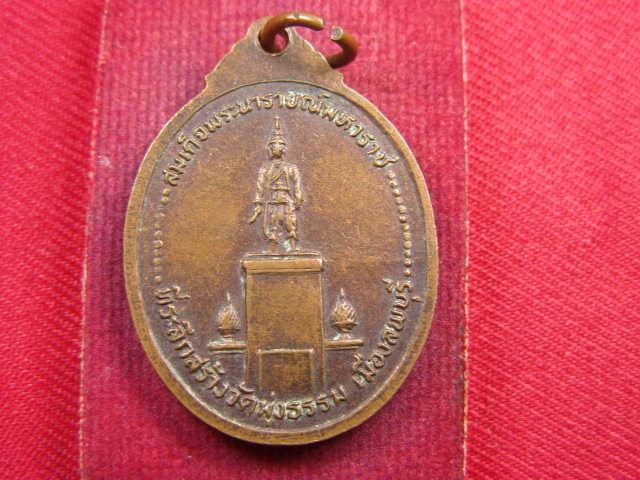 สมเด็จพระนารายณ์มหาราช
ที่ระลึกสร้างวัดพุ่งธรรม เมืองลพบุรี